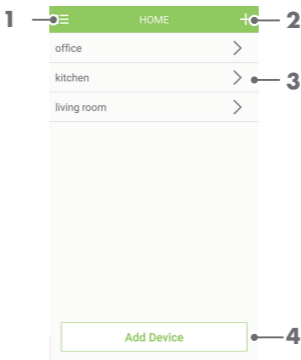 1 HOME + 2
office
kitchen 3
living room
Add Device 4